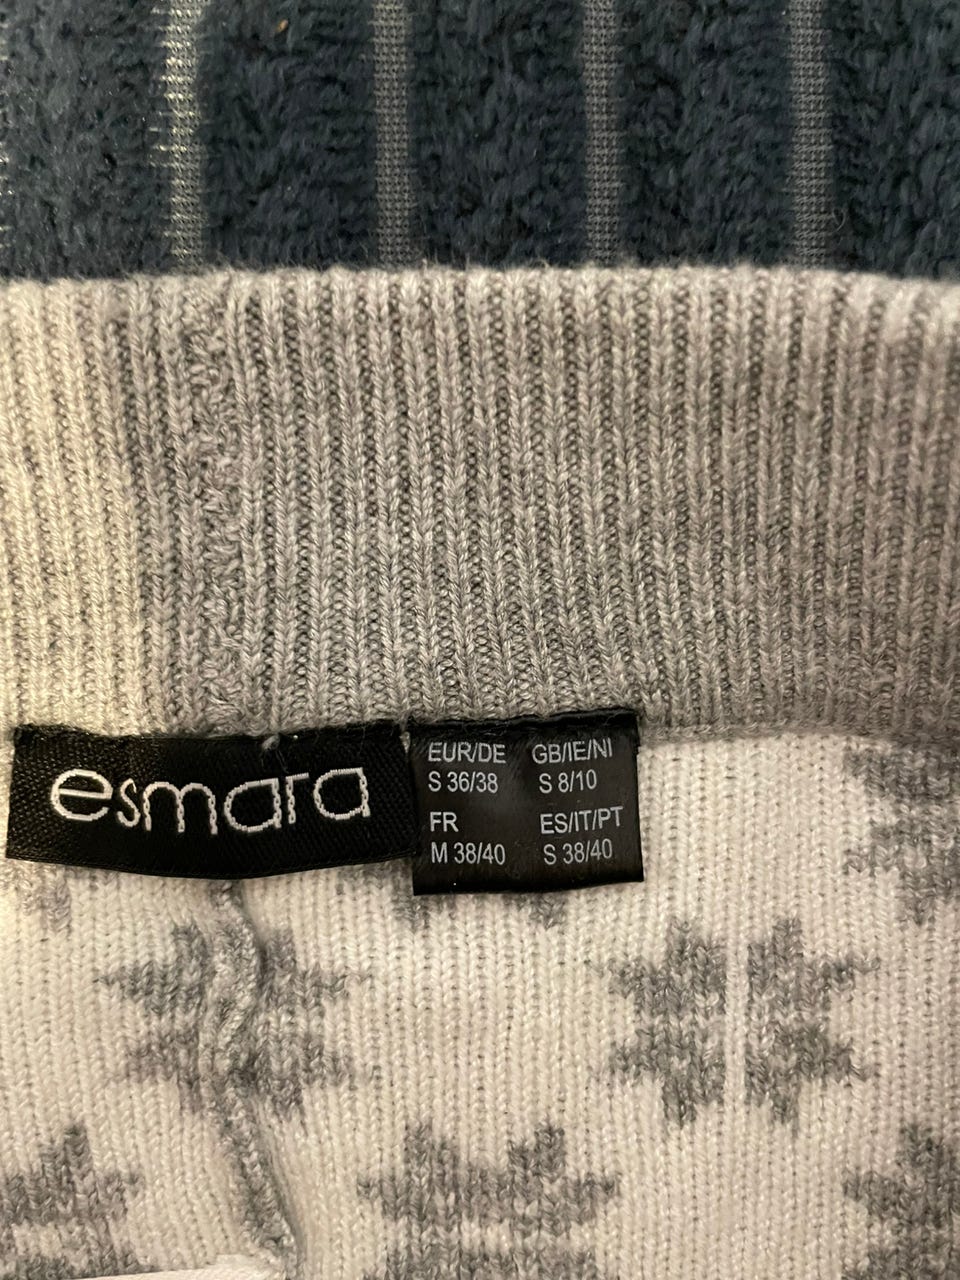 esmara
EUR/DE GB/IE/NI
S 36/38 S 8/10
FR ES/IT/PT
M 38/40 S 38/40